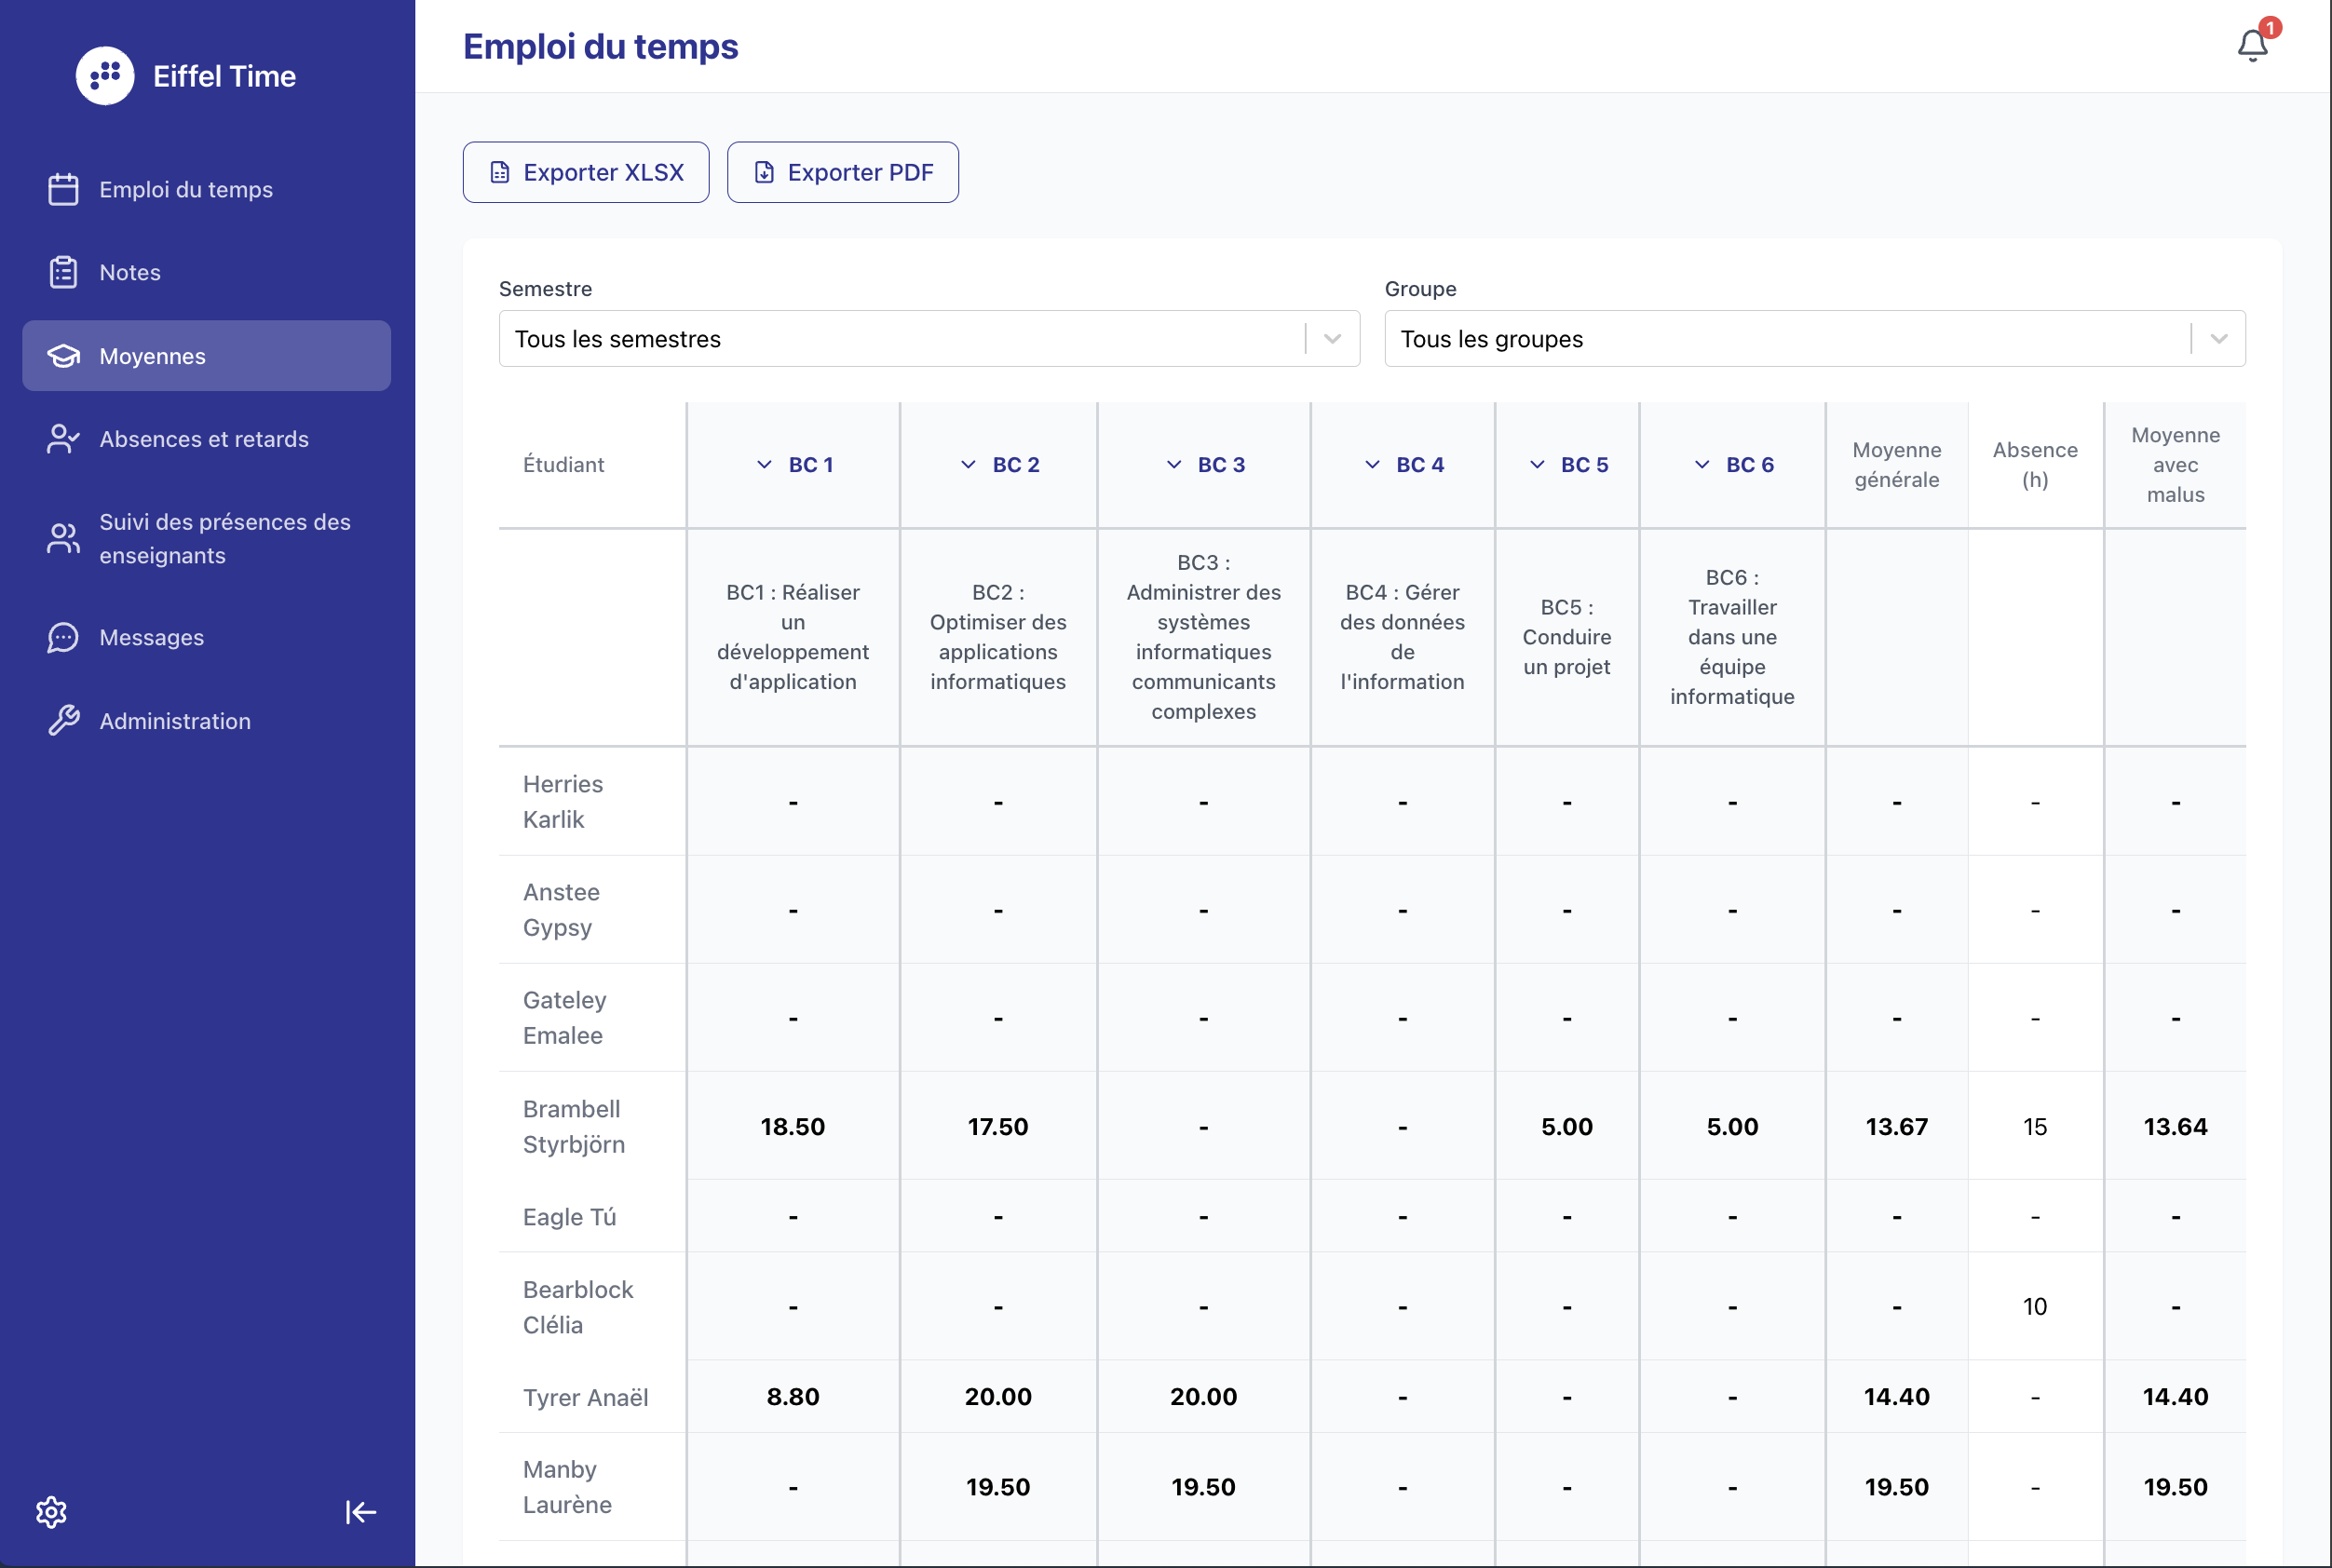 Eiffel Time
Emploi du temps
Notes
Moyennes
Absences et retards
Suivi des présences des
enseignants
Messages
Administration
Emploi du temps
1
Exporter XLSX
Exporter PDF
Semestre
Groupe
Tous les semestres
Tous les groupes
Étudiant
BC 1
BC 2
BC 3
BC 4
BC 5
BC 6
Moyenne
générale
Absence
(h)
Moyenne
avec
malus
BC1 : Réaliser
un
développement
d'application
BC2 :
Optimiser des
applications
informatiques
BC3 :
Administrer des
systèmes
informatiques
communicants
complexes
BC4 : Gérer
des données
de
l'information
BC5 :
Conduire
un projet
BC6 :
Travailler
dans une
équipe
informatique
Herries
Karlik
- - - - - - - - -
Anstee
Gypsy
- - - - - - - - -
Gateley
Emalee
- - - - - - - - -
Brambell
Styrbjörn
18.50 17.50 - - 5.00 5.00 13.67 15 13.64
Eagle Tú - - - - - - - - -
Bearblock
Clélia
- - - - - - - 10 -
Tyrer Anaël 8.80 20.00 20.00 - - - 14.40 - 14.40
Manby
Laurène
- 19.50 19.50 - - - 19.50 - 19.50